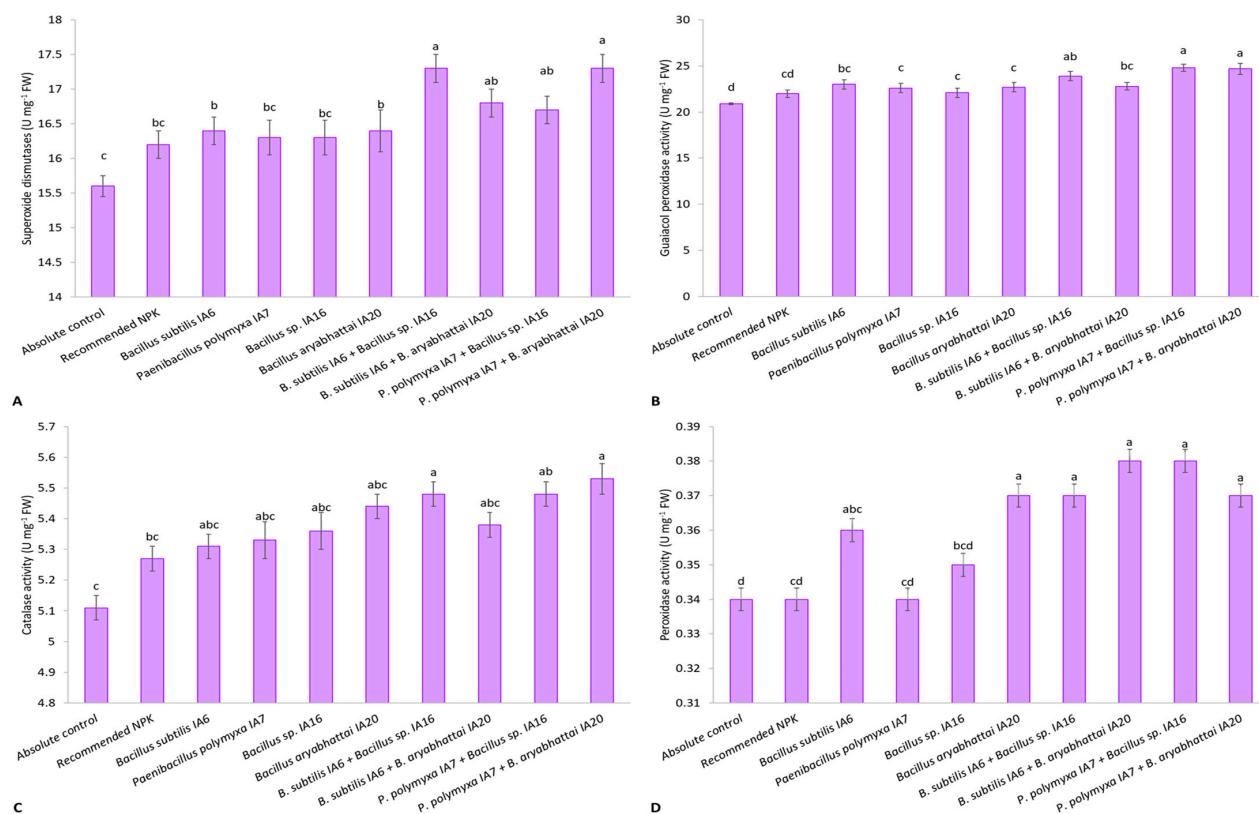 18
17.5
17
16.5
16
15.5
15
14.5
14
Superoxide dismutases (U mg⁻¹ FW)
c
bc
b
bc
bc
b
a
ab
ab
a
Absolute control
Recommended NPK
Bacillus subtilis IA6
Paenibacillus polymyxa IA7
Bacillus sp. IA16
Bacillus aryabhattai IA20
B. subtilis IA6 + Bacillus sp. IA16
B. subtilis IA6 + B. aryabhattai IA20
P. polymyxa IA7 + Bacillus sp. IA16
P. polymyxa IA7 + B. aryabhattai IA20
A
30
25
20
15
10
5
0
Guaiacol peroxidase activity (U mg⁻¹ FW)
d
cd
bc
c
c
c
ab
bc
a
a
Absolute control
Recommended NPK
Bacillus subtilis IA6
Paenibacillus polymyxa IA7
Bacillus sp. IA16
Bacillus aryabhattai IA20
B. subtilis IA6 + Bacillus sp. IA16
B. subtilis IA6 + B. aryabhattai IA20
P. polymyxa IA7 + Bacillus sp. IA16
P. polymyxa IA7 + B. aryabhattai IA20
B
5.7
5.6
5.5
5.4
5.3
5.2
5.1
5
4.9
4.8
Catalase activity (U mg⁻¹ FW)
c
bc
abc
abc
abc
abc
a
abc
ab
a
Absolute control
Recommended NPK
Bacillus subtilis IA6
Paenibacillus polymyxa IA7
Bacillus sp. IA16
Bacillus aryabhattai IA20
B. subtilis IA6 + Bacillus sp. IA16
B. subtilis IA6 + B. aryabhattai IA20
P. polymyxa IA7 + Bacillus sp. IA16
P. polymyxa IA7 + B. aryabhattai IA20
C
0.39
0.38
0.37
0.36
0.35
0.34
0.33
0.32
0.31
Peroxidase activity (U mg⁻¹ FW)
d
cd
abc
cd
bcd
a
a
a
a
a
Absolute control
Recommended NPK
Bacillus subtilis IA6
Paenibacillus polymyxa IA7
Bacillus sp. IA16
Bacillus aryabhattai IA20
B. subtilis IA6 + Bacillus sp. IA16
B. subtilis IA6 + B. aryabhattai IA20
P. polymyxa IA7 + Bacillus sp. IA16
P. polymyxa IA7 + B. aryabhattai IA20
D